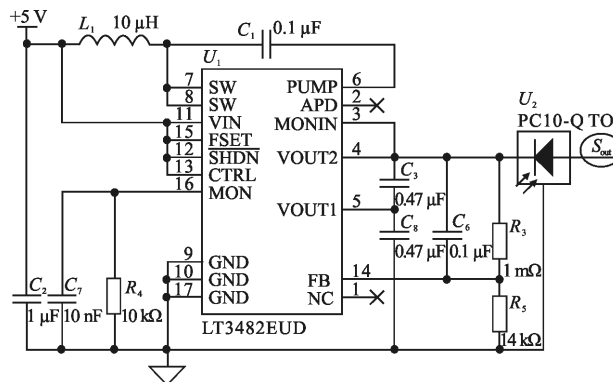 +5 V
L₁ 10 μH
C₁ 0.1 μF
U₁
7 SW
8 SW
11 VIN
15 FSET
12 SHDN
13 CTRL
16 MON
9 GND
10 GND
17 GND
PUMP 6
APD 2
MONIN 3
VOUT2 4
VOUT1 5
FB 14
NC 1
LT3482EUD
C₂
1 μF
C₇
10 nF
R₄
10 kΩ
C₃
0.47 μF
C₈
0.47 μF
C₆
0.1 μF
R₃
1 mΩ
R₅
14 kΩ
U₂
PC10-Q TO
Sout